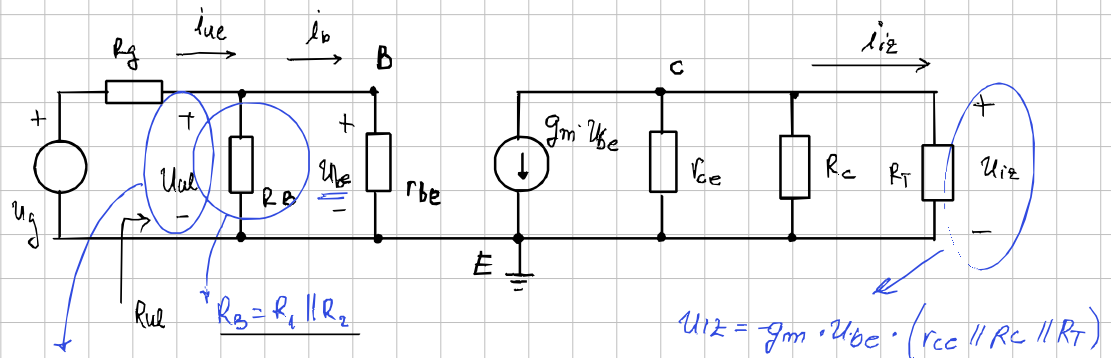 Rg
iul
ib
B
C
iiz
+
+
+
gm·Ube
+
Uul
RB
Ube
rbe
rce
RC
RT
Uiz
ug
−
−
−
E
Rul
RB = R1 || R2
UIZ = -gm · Ube · (rce // RC // RT)